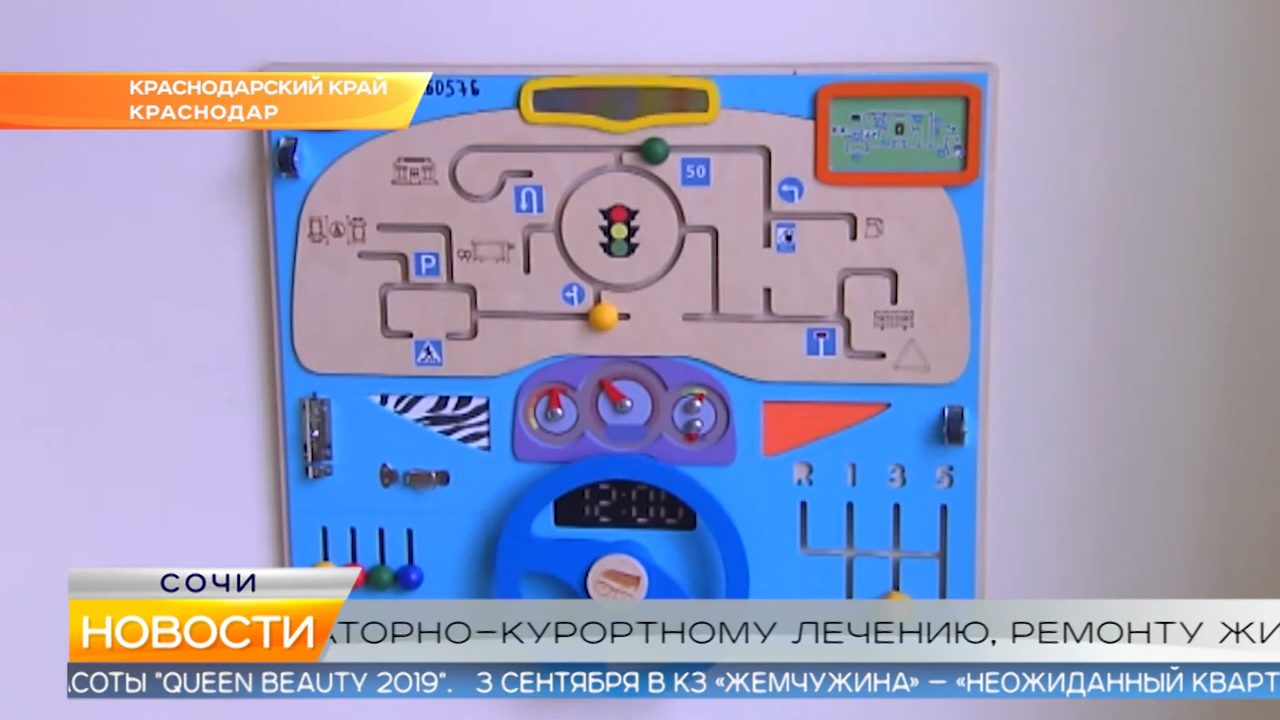 КРАСНОДАРСКИЙ КРАЙ
КРАСНОДАР
60576
50
P
R 1 3 5
12:00
СОЧИ
НОВОСТИ
АТОРНО-КУРОРТНОМУ ЛЕЧЕНИЮ, РЕМОНТУ ЖИ
АСОТЫ "QUEEN BEAUTY 2019". 3 СЕНТЯБРЯ В КЗ «ЖЕМЧУЖИНА» – «НЕОЖИДАННЫЙ КВАРТ